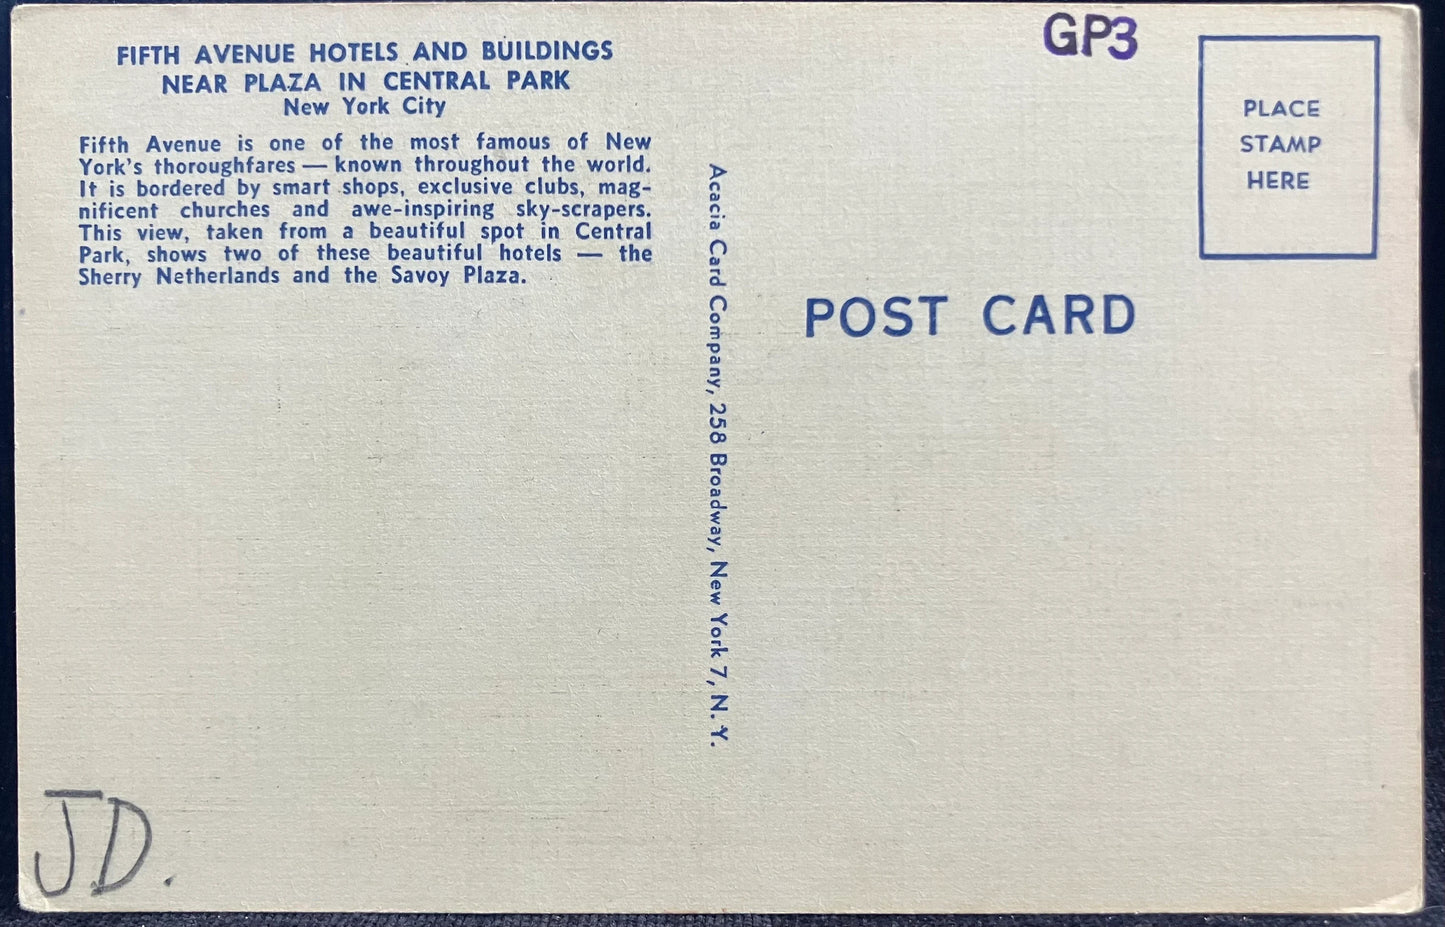 FIFTH AVENUE HOTELS AND BUILDINGS
NEAR PLAZA IN CENTRAL PARK
New York City
Fifth Avenue is one of the most famous of New
York's thoroughfares — known throughout the world.
It is bordered by smart shops, exclusive clubs, mag-
nificent churches and awe-inspiring sky-scrapers.
This view, taken from a beautiful spot in Central
Park, shows two of these beautiful hotels — the
Sherry Netherlands and the Savoy Plaza.
JD.
Acacia Card Company, 258 Broadway, New York 7, N. Y.
GP3
PLACE
STAMP
HERE
POST CARD